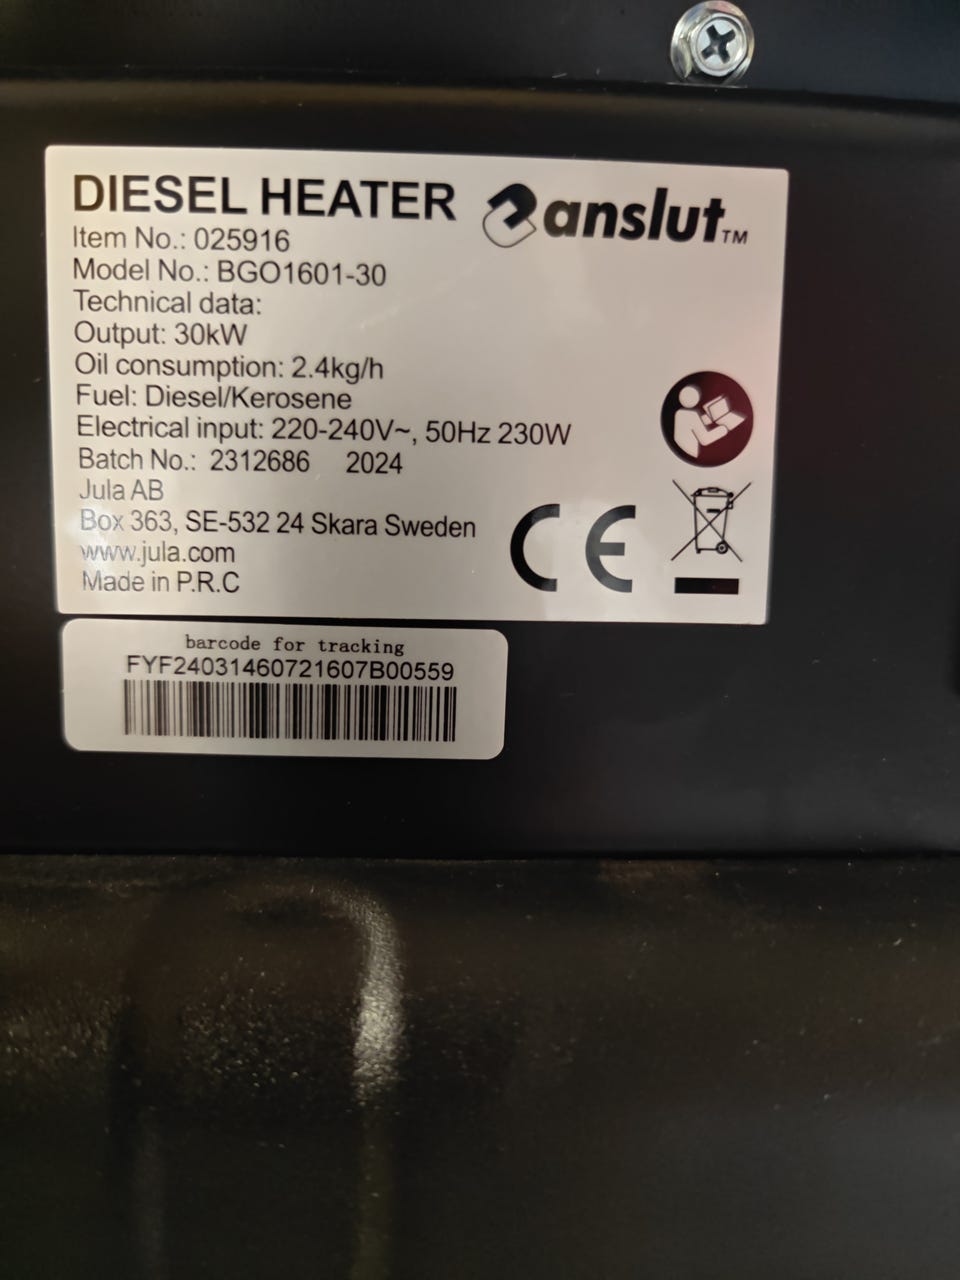 DIESEL HEATER anslut™
Item No.: 025916
Model No.: BGO1601-30
Technical data:
Output: 30kW
Oil consumption: 2.4kg/h
Fuel: Diesel/Kerosene
Electrical input: 220-240V~, 50Hz 230W
Batch No.: 2312686 2024
Jula AB
Box 363, SE-532 24 Skara Sweden
www.jula.com
Made in P.R.C
CE
barcode for tracking
FYF24031460721607B00559